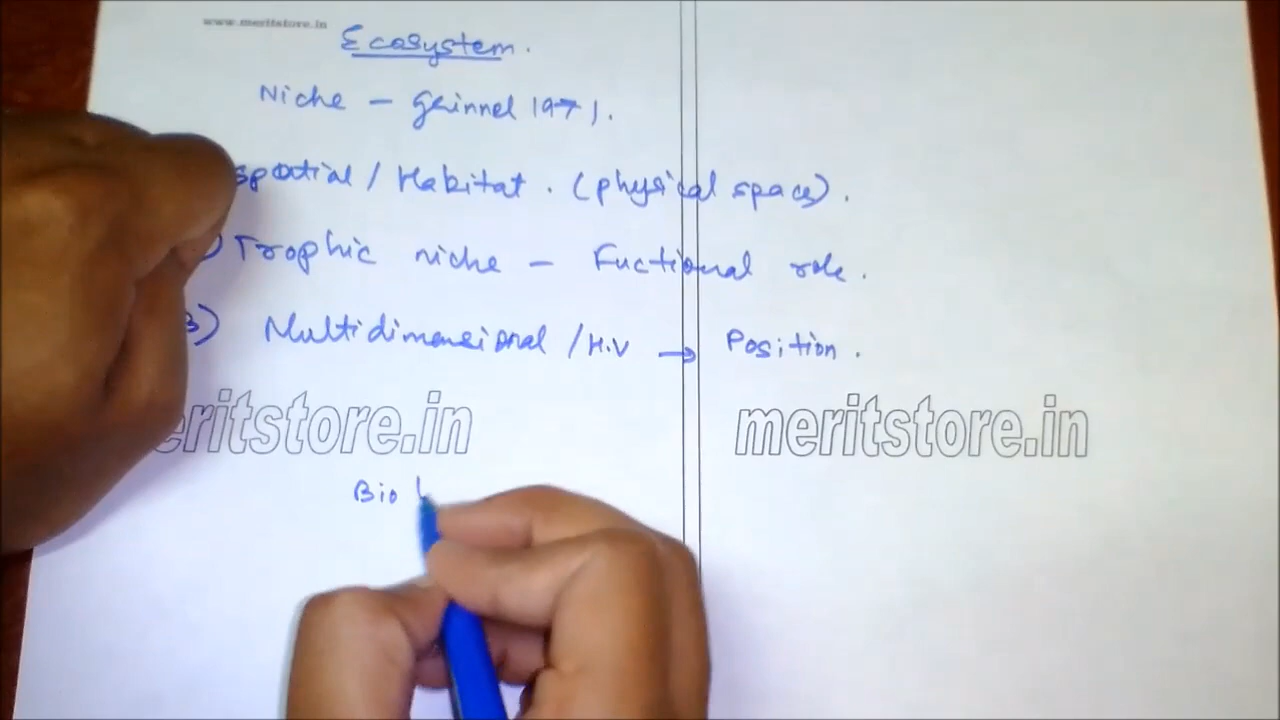 www.meritstore.in
Ecosystem.
Niche - Grinnel 1971.
spatial / Habitat. (physical space).
) Trophic niche - Fuctional role.
3) Multidimensional / H.V → Position.
eritstore.in meritstore.in
Bio